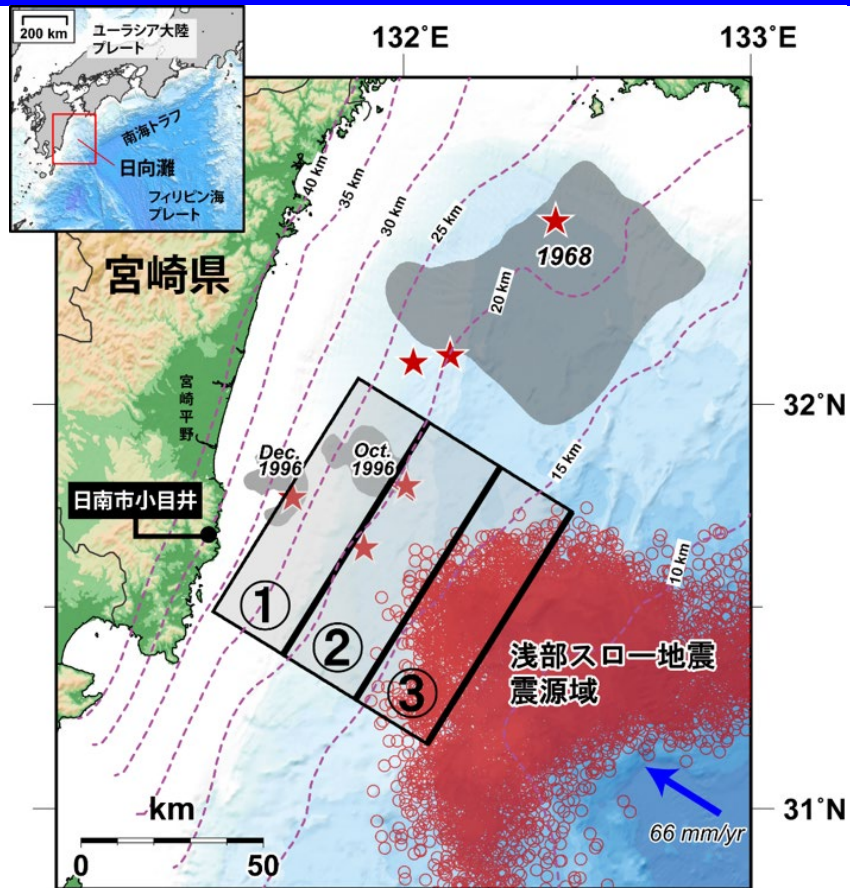 200 km
ユーラシア大陸
プレート
南海トラフ
日向灘
フィリピン海
プレート
132°E
133°E
40 km
35 km
30 km
25 km
20 km
1968
宮崎県
宮崎平野
32°N
15 km
Dec.
1996
Oct.
1996
日南市小目井
10 km
①
②
③
浅部スロー地震
震源域
31°N
km
0
50
66 mm/yr